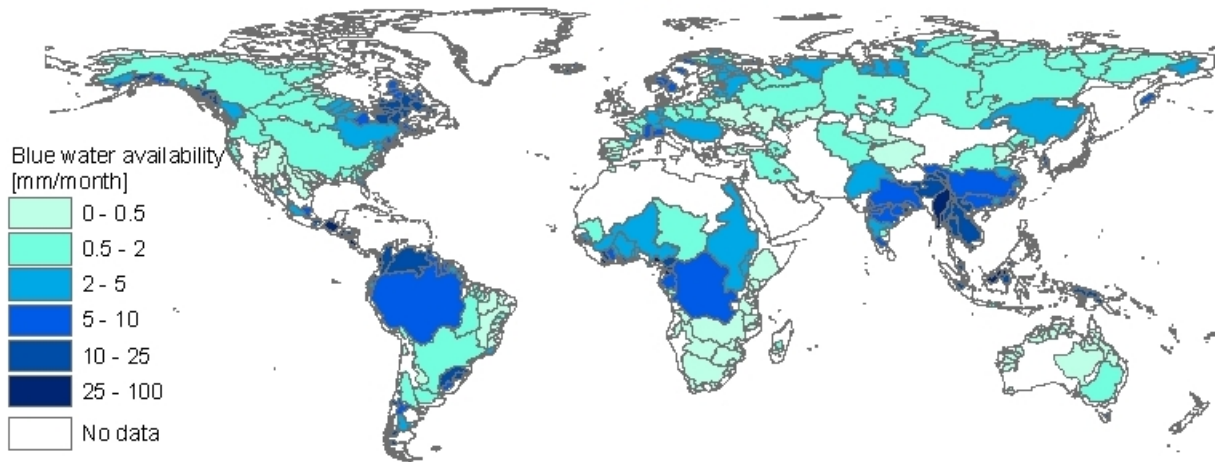 Blue water availability
[mm/month]
0 - 0.5
0.5 - 2
2 - 5
5 - 10
10 - 25
25 - 100
No data